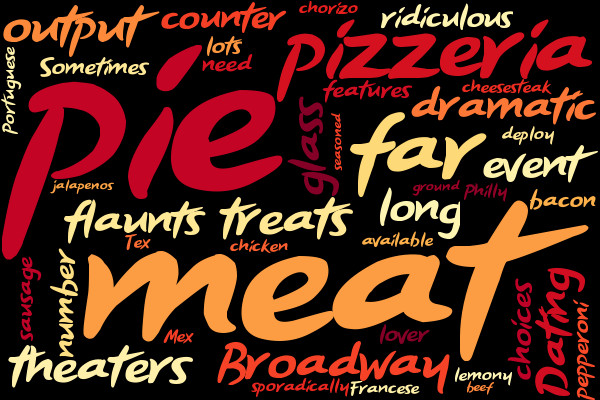 output
counter
chorizo
ridiculous
Portuguese
Sometimes
lots
need
pizzeria
pie
features
cheesesteak
dramatic
jalapenos
glass
seasoned
far
deploy
event
ground
Philly
bacon
flaunts
treats
long
Tex
chicken
available
sausage
number
meat
Mex
lover
choices
Dating
pepperoni
theaters
Broadway
sporadically
Francese
lemony
beef